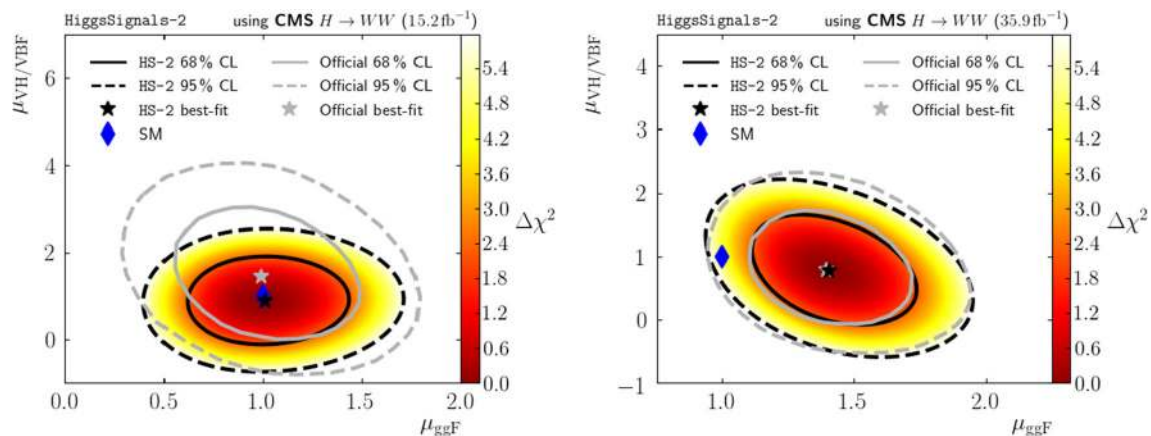 HiggsSignals-2 using CMS H → WW (15.2 fb⁻¹)
HS-2 68% CL Official 68% CL
HS-2 95% CL Official 95% CL
HS-2 best-fit Official best-fit
SM
μVH/VBF
6
4
2
0
0.0 0.5 1.0 1.5 2.0
μggF
5.4
4.8
4.2
3.6
3.0
2.4
1.8
1.2
0.6
0.0
Δχ²
HiggsSignals-2 using CMS H → WW (35.9 fb⁻¹)
HS-2 68% CL Official 68% CL
HS-2 95% CL Official 95% CL
HS-2 best-fit Official best-fit
SM
μVH/VBF
4
3
2
1
0
−1
1.0 1.5 2.0
μggF
5.4
4.8
4.2
3.6
3.0
2.4
1.8
1.2
0.6
0.0
Δχ²